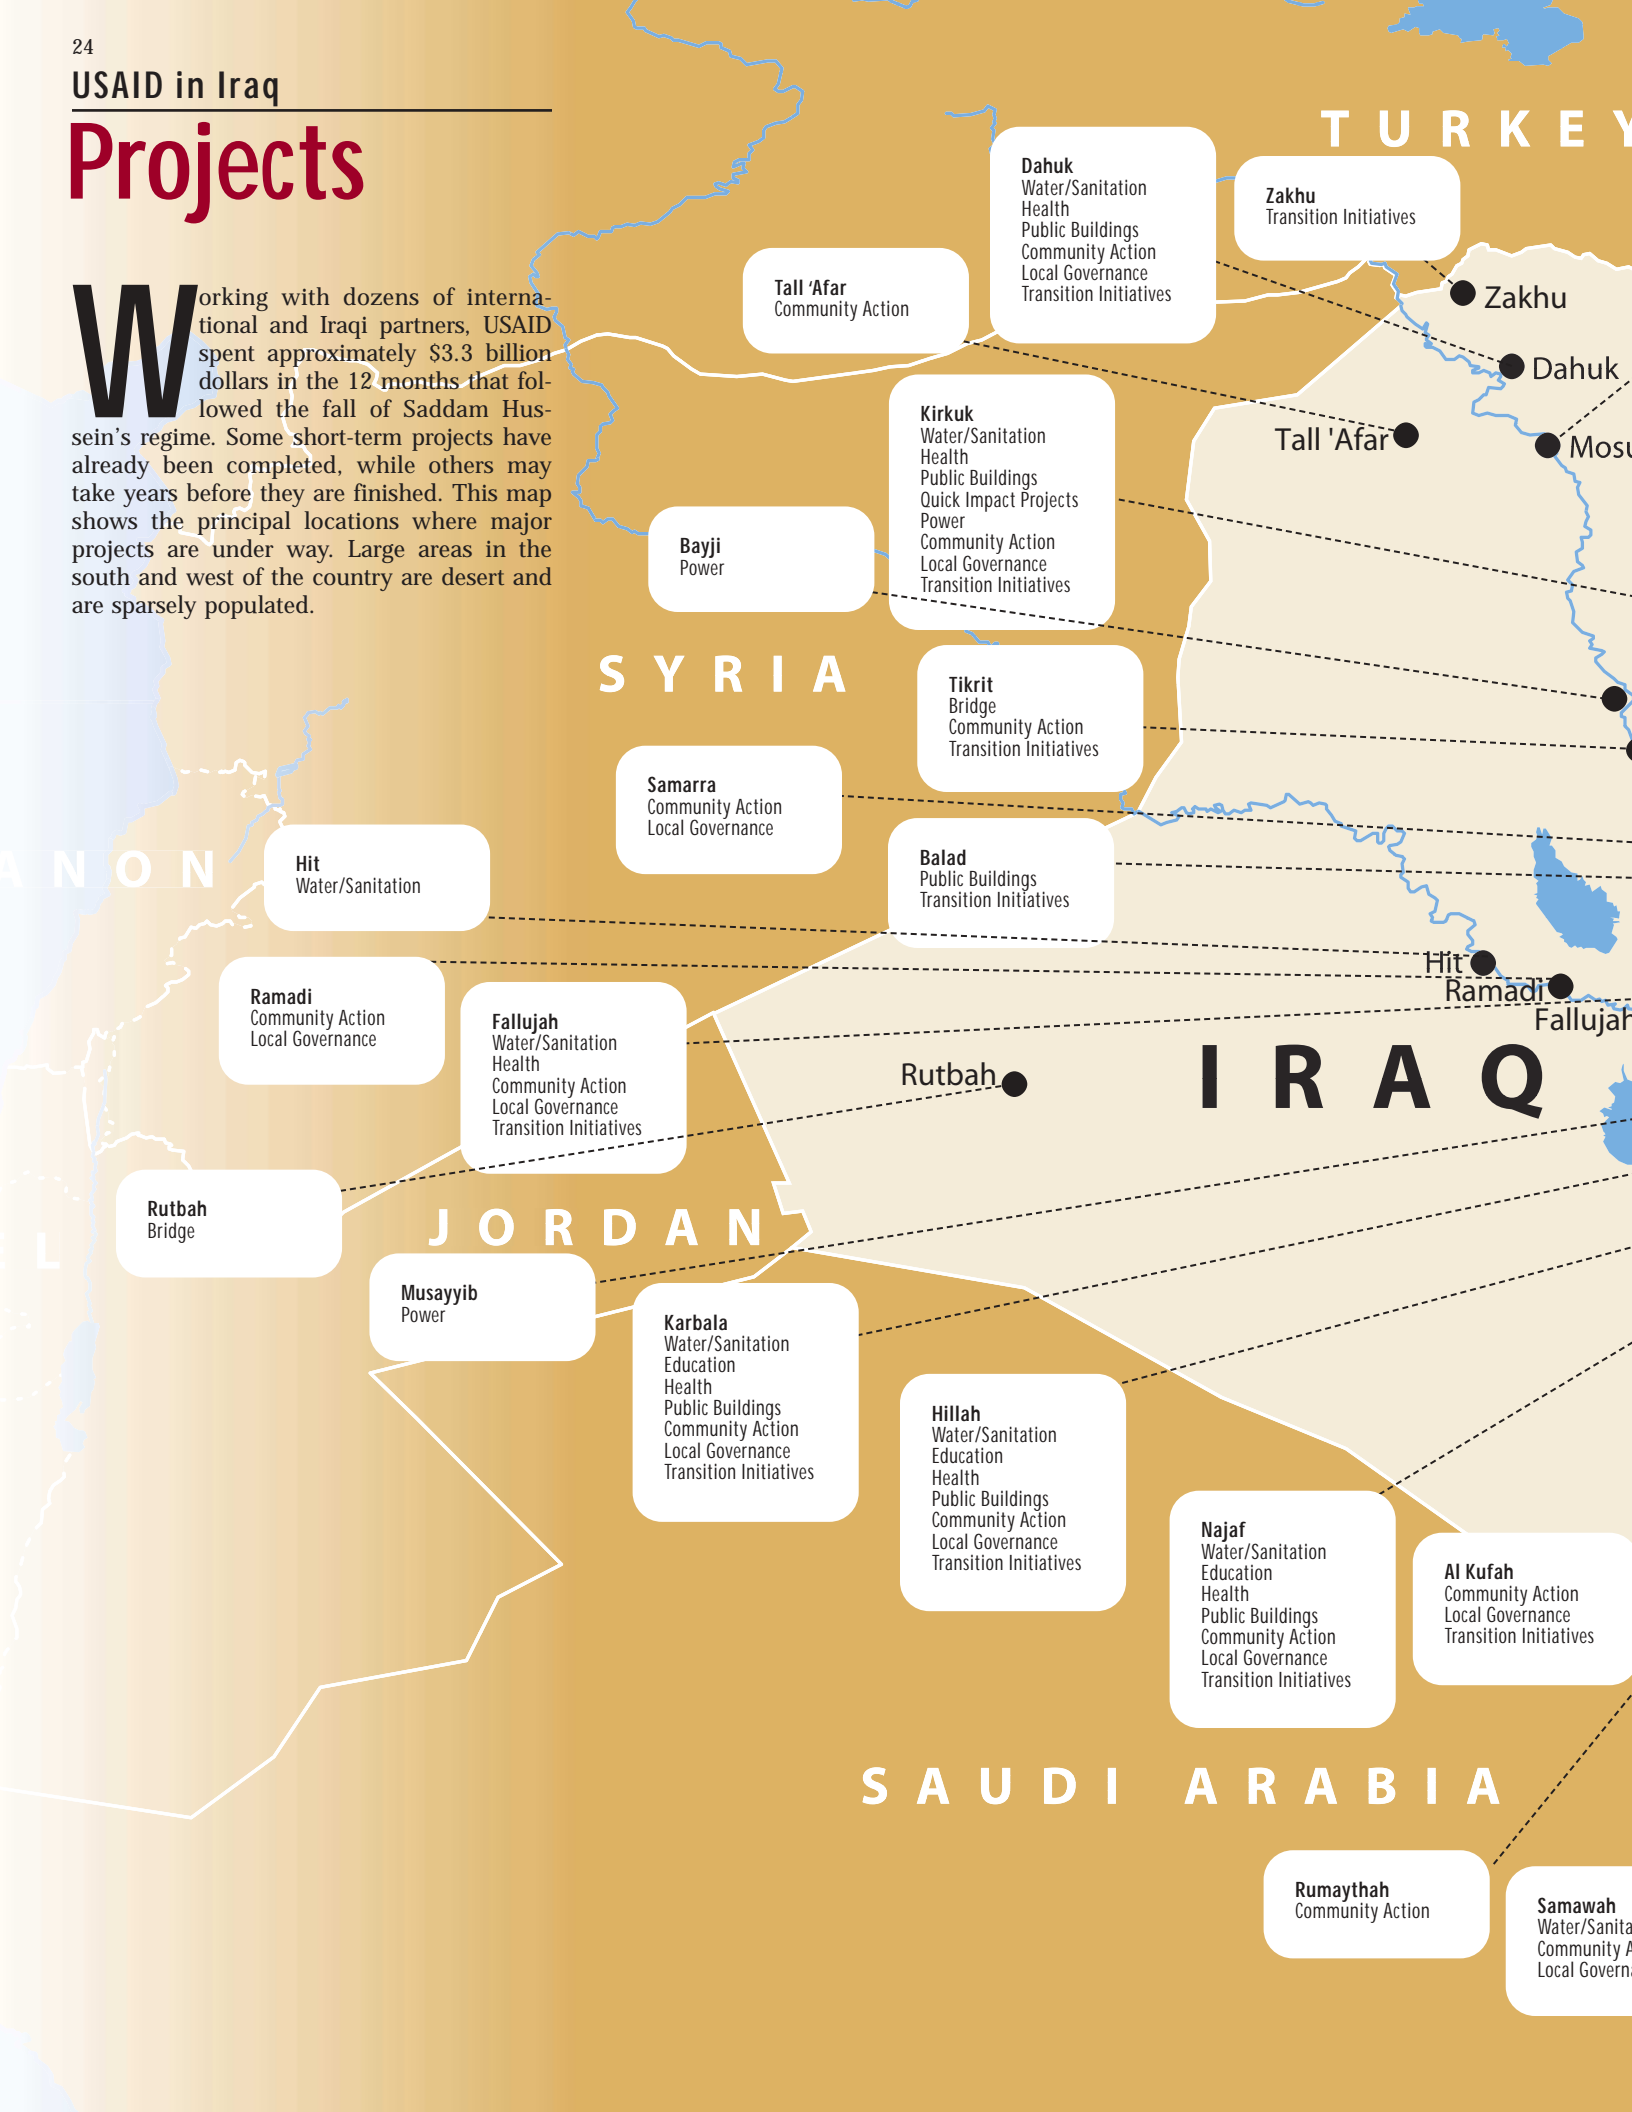 24
USAID in Iraq
Projects
Working with dozens of interna-
tional and Iraqi partners, USAID
spent approximately $3.3 billion
dollars in the 12 months that fol-
lowed the fall of Saddam Hus-
sein’s regime. Some short-term projects have
already been completed, while others may
take years before they are finished. This map
shows the principal locations where major
projects are under way. Large areas in the
south and west of the country are desert and
are sparsely populated.
TURKEY
Dahuk
Water/Sanitation
Health
Public Buildings
Community Action
Local Governance
Transition Initiatives
Zakhu
Transition Initiatives
Tall ‘Afar
Community Action
Zakhu
Dahuk
Tall 'Afar
Mosu
Kirkuk
Water/Sanitation
Health
Public Buildings
Quick Impact Projects
Power
Community Action
Local Governance
Transition Initiatives
Bayji
Power
SYRIA
Tikrit
Bridge
Community Action
Transition Initiatives
Samarra
Community Action
Local Governance
Balad
Public Buildings
Transition Initiatives
ANON
Hit
Water/Sanitation
Hit
Ramadi
Fallujah
Ramadi
Community Action
Local Governance
Fallujah
Water/Sanitation
Health
Community Action
Local Governance
Transition Initiatives
Rutbah
IRAQ
Rutbah
Bridge
L
JORDAN
Musayyib
Power
Karbala
Water/Sanitation
Education
Health
Public Buildings
Community Action
Local Governance
Transition Initiatives
Hillah
Water/Sanitation
Education
Health
Public Buildings
Community Action
Local Governance
Transition Initiatives
Najaf
Water/Sanitation
Education
Health
Public Buildings
Community Action
Local Governance
Transition Initiatives
Al Kufah
Community Action
Local Governance
Transition Initiatives
SAUDI ARABIA
Rumaythah
Community Action
Samawah
Water/Sanita
Community A
Local Governa